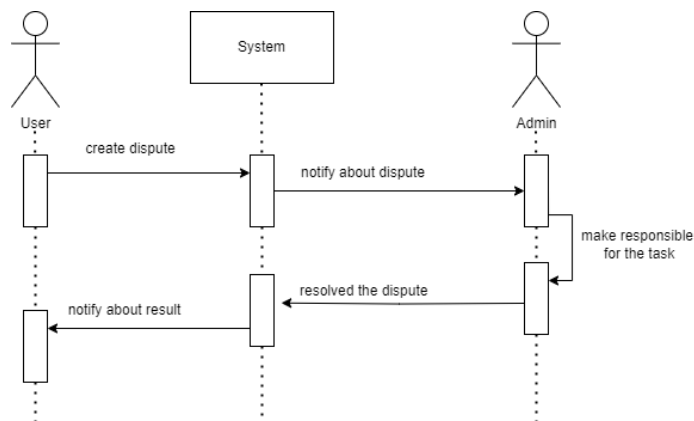 System
User
Admin
create dispute
notify about dispute
make responsible
for the task
resolved the dispute
notify about result